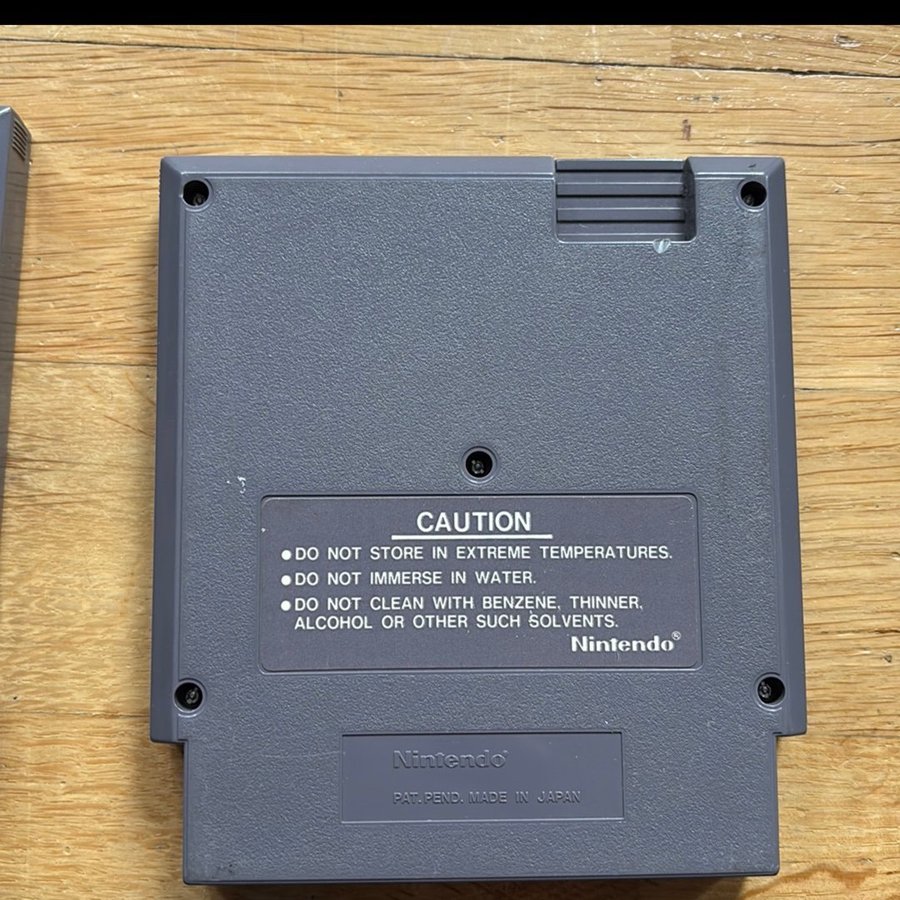 CAUTION
●DO NOT STORE IN EXTREME TEMPERATURES.
●DO NOT IMMERSE IN WATER.
●DO NOT CLEAN WITH BENZENE, THINNER,
ALCOHOL OR OTHER SUCH SOLVENTS.
Nintendo®
Nintendo®
PAT. PEND. MADE IN JAPAN